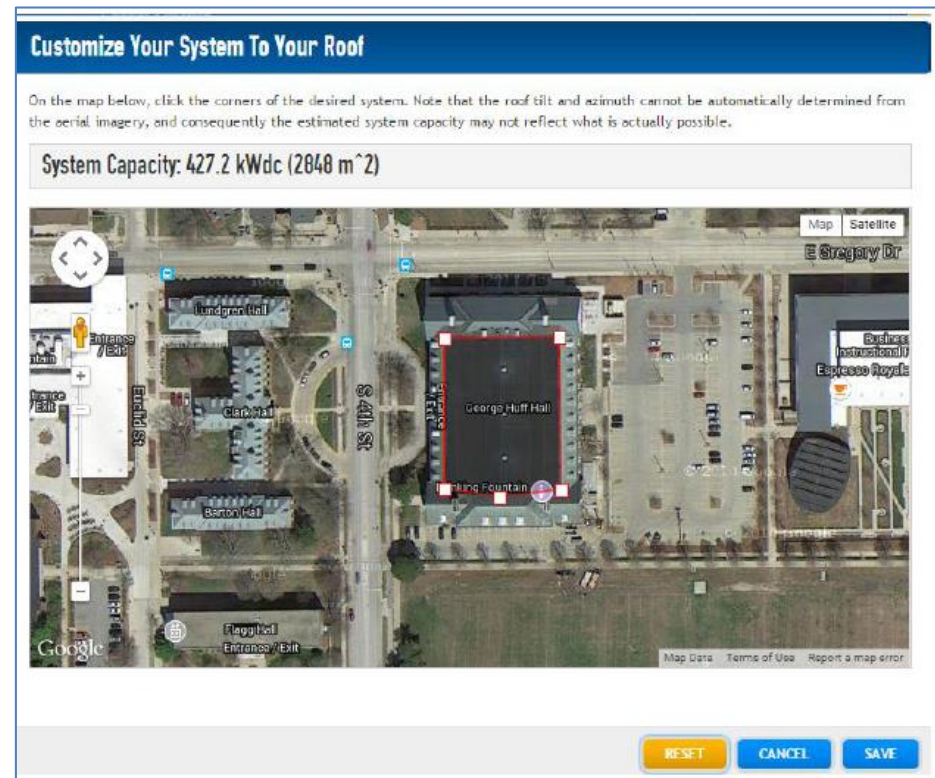 Customize Your System To Your Roof
On the map below, click the corners of the desired system. Note that the roof tilt and azimuth cannot be automatically determined from
the aerial imagery, and consequently the estimated system capacity may not reflect what is actually possible.
System Capacity: 427.2 kWdc (2848 m^2)
Map Satellite
E Gregory Dr
Lundgren Hall
Entrance
/ Exit
Business
Instructional
Espresso Royale
Euclid St
Clark Hall
S 4th St
Entrance
/ Exit
George Huff Hall
Fountain
Barton Hall
Flagg Hall
Entrance / Exit
Google
Map Data Terms of Use Report a map error
RESET CANCEL SAVE